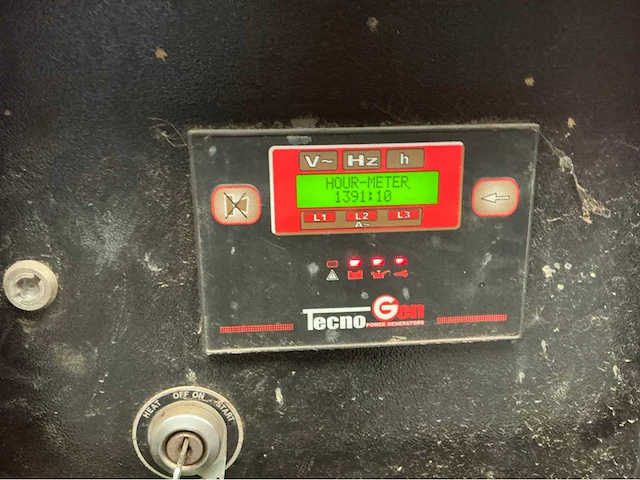 V~ Hz h
HOUR-METER
1391:10
L1 L2 L3
A~
TecnoGen
POWER GENERATORS
HEAT OFF ON START